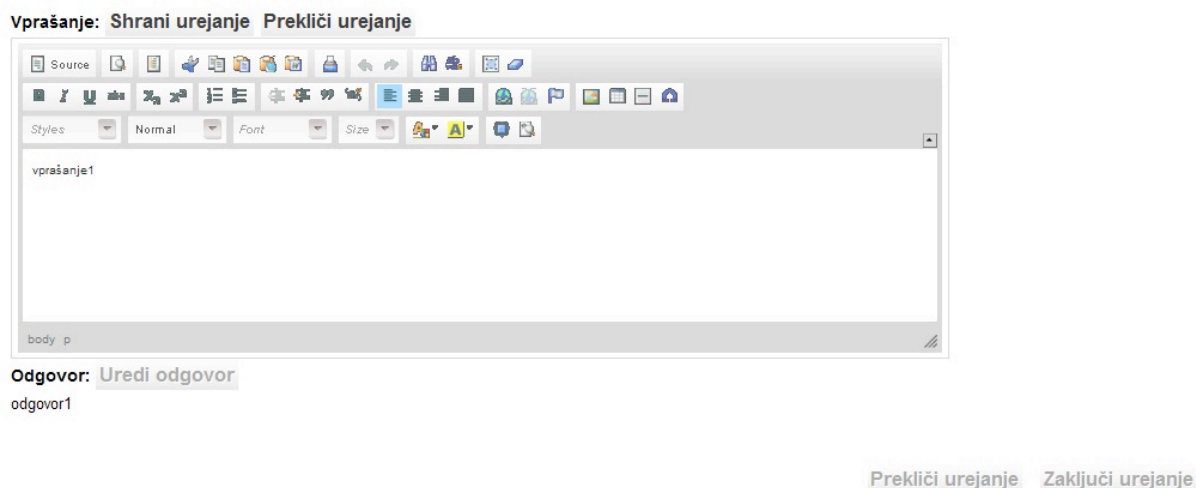 Vprašanje: Shrani urejanje Prekliči urejanje
Source
Styles Normal Font Size
vprašanje1
body p
Odgovor: Uredi odgovor
odgovor1
Prekliči urejanje Zaključi urejanje